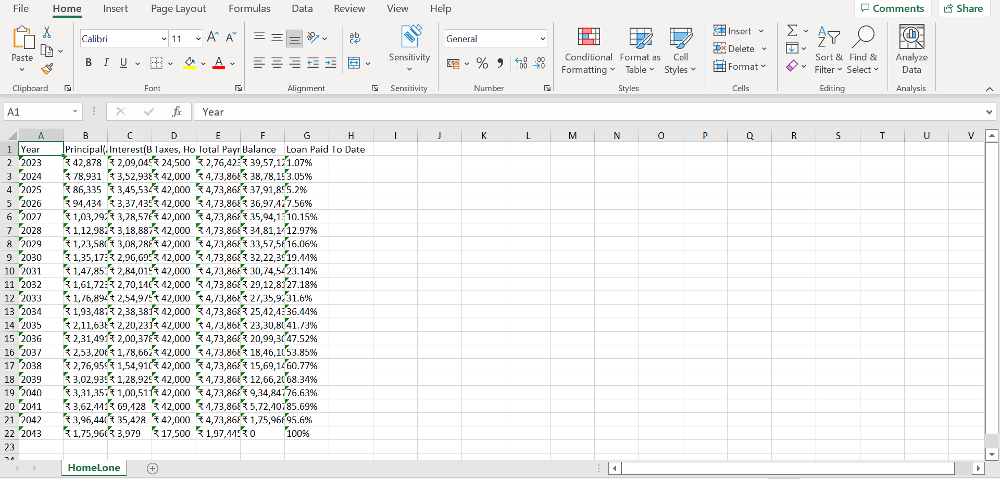 File Home Insert Page Layout Formulas Data Review View Help Comments Share
Calibri 11 General
Paste Sensitivity Conditional Formatting Format as Table Cell Styles Insert Delete Format Sort & Filter Find & Select Analyze Data
B I U A
Clipboard Font Alignment Sensitivity Number Styles Cells Editing Analysis
A1 fx Year
A B C D E F G H I J K L M N O P Q R S T U V
1 Year Principal(A Interest(B Taxes, Ho Total Payr Balance Loan Paid To Date
2 2023 ₹ 42,878 ₹ 2,09,045 ₹ 24,500 ₹ 2,76,423 ₹ 39,57,12 1.07%
3 2024 ₹ 78,931 ₹ 3,52,938 ₹ 42,000 ₹ 4,73,868 ₹ 38,78,19 3.05%
4 2025 ₹ 86,335 ₹ 3,45,534 ₹ 42,000 ₹ 4,73,868 ₹ 37,91,85 5.2%
5 2026 ₹ 94,434 ₹ 3,37,435 ₹ 42,000 ₹ 4,73,868 ₹ 36,97,42 7.56%
6 2027 ₹ 1,03,292 ₹ 3,28,576 ₹ 42,000 ₹ 4,73,868 ₹ 35,94,13 10.15%
7 2028 ₹ 1,12,982 ₹ 3,18,887 ₹ 42,000 ₹ 4,73,868 ₹ 34,81,14 12.97%
8 2029 ₹ 1,23,580 ₹ 3,08,288 ₹ 42,000 ₹ 4,73,868 ₹ 33,57,56 16.06%
9 2030 ₹ 1,35,173 ₹ 2,96,695 ₹ 42,000 ₹ 4,73,868 ₹ 32,22,39 19.44%
10 2031 ₹ 1,47,853 ₹ 2,84,015 ₹ 42,000 ₹ 4,73,868 ₹ 30,74,54 23.14%
11 2032 ₹ 1,61,723 ₹ 2,70,146 ₹ 42,000 ₹ 4,73,868 ₹ 29,12,81 27.18%
12 2033 ₹ 1,76,894 ₹ 2,54,975 ₹ 42,000 ₹ 4,73,868 ₹ 27,35,92 31.6%
13 2034 ₹ 1,93,487 ₹ 2,38,381 ₹ 42,000 ₹ 4,73,868 ₹ 25,42,43 36.44%
14 2035 ₹ 2,11,638 ₹ 2,20,231 ₹ 42,000 ₹ 4,73,868 ₹ 23,30,80 41.73%
15 2036 ₹ 2,31,491 ₹ 2,00,378 ₹ 42,000 ₹ 4,73,868 ₹ 20,99,30 47.52%
16 2037 ₹ 2,53,206 ₹ 1,78,662 ₹ 42,000 ₹ 4,73,868 ₹ 18,46,10 53.85%
17 2038 ₹ 2,76,959 ₹ 1,54,910 ₹ 42,000 ₹ 4,73,868 ₹ 15,69,14 60.77%
18 2039 ₹ 3,02,939 ₹ 1,28,929 ₹ 42,000 ₹ 4,73,868 ₹ 12,66,20 68.34%
19 2040 ₹ 3,31,357 ₹ 1,00,511 ₹ 42,000 ₹ 4,73,868 ₹ 9,34,847 76.63%
20 2041 ₹ 3,62,441 ₹ 69,428 ₹ 42,000 ₹ 4,73,868 ₹ 5,72,407 85.69%
21 2042 ₹ 3,96,440 ₹ 35,428 ₹ 42,000 ₹ 4,73,868 ₹ 1,75,966 95.6%
22 2043 ₹ 1,75,966 ₹ 3,979 ₹ 17,500 ₹ 1,97,445 ₹ 0 100%
23
24
HomeLone